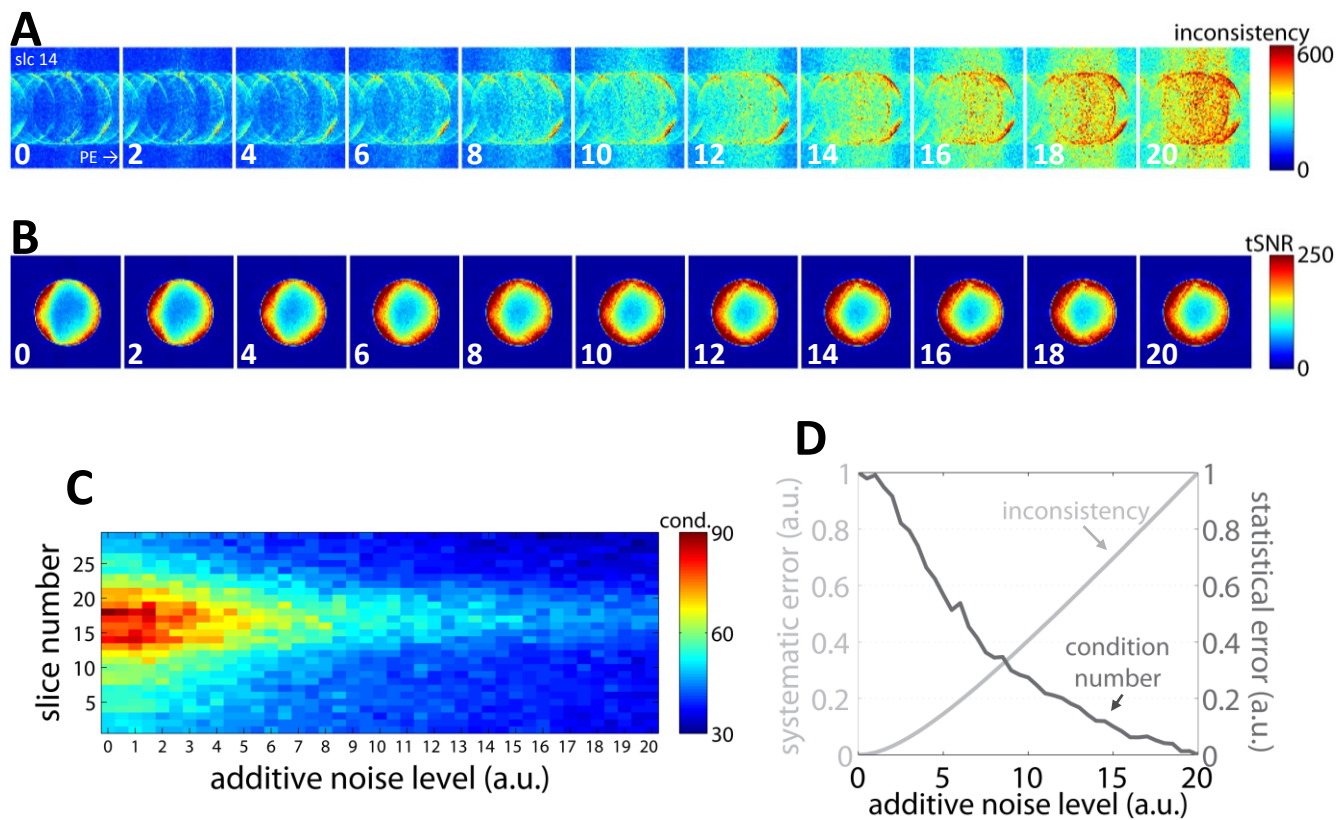 A
inconsistency
slc 14
600
0 PE → 2 4 6 8 10 12 14 16 18 20
0
B
tSNR
250
0 2 4 6 8 10 12 14 16 18 20
0
C
cond.
90
60
30
slice number
25
20
15
10
5
0 1 2 3 4 5 6 7 8 9 10 11 12 13 14 15 16 17 18 19 20
additive noise level (a.u.)
D
systematic error (a.u.)
1
0.8
0.6
0.4
0.2
0
inconsistency
condition
number
1
0.8
0.6
0.4
0.2
0
statistical error (a.u.)
0 5 10 15 20
additive noise level (a.u.)